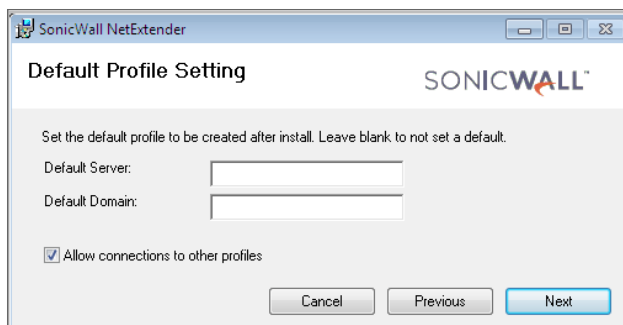 SonicWall NetExtender
Default Profile Setting
SONICWALL™
Set the default profile to be created after install. Leave blank to not set a default.
Default Server:
Default Domain:
Allow connections to other profiles
Cancel Previous Next